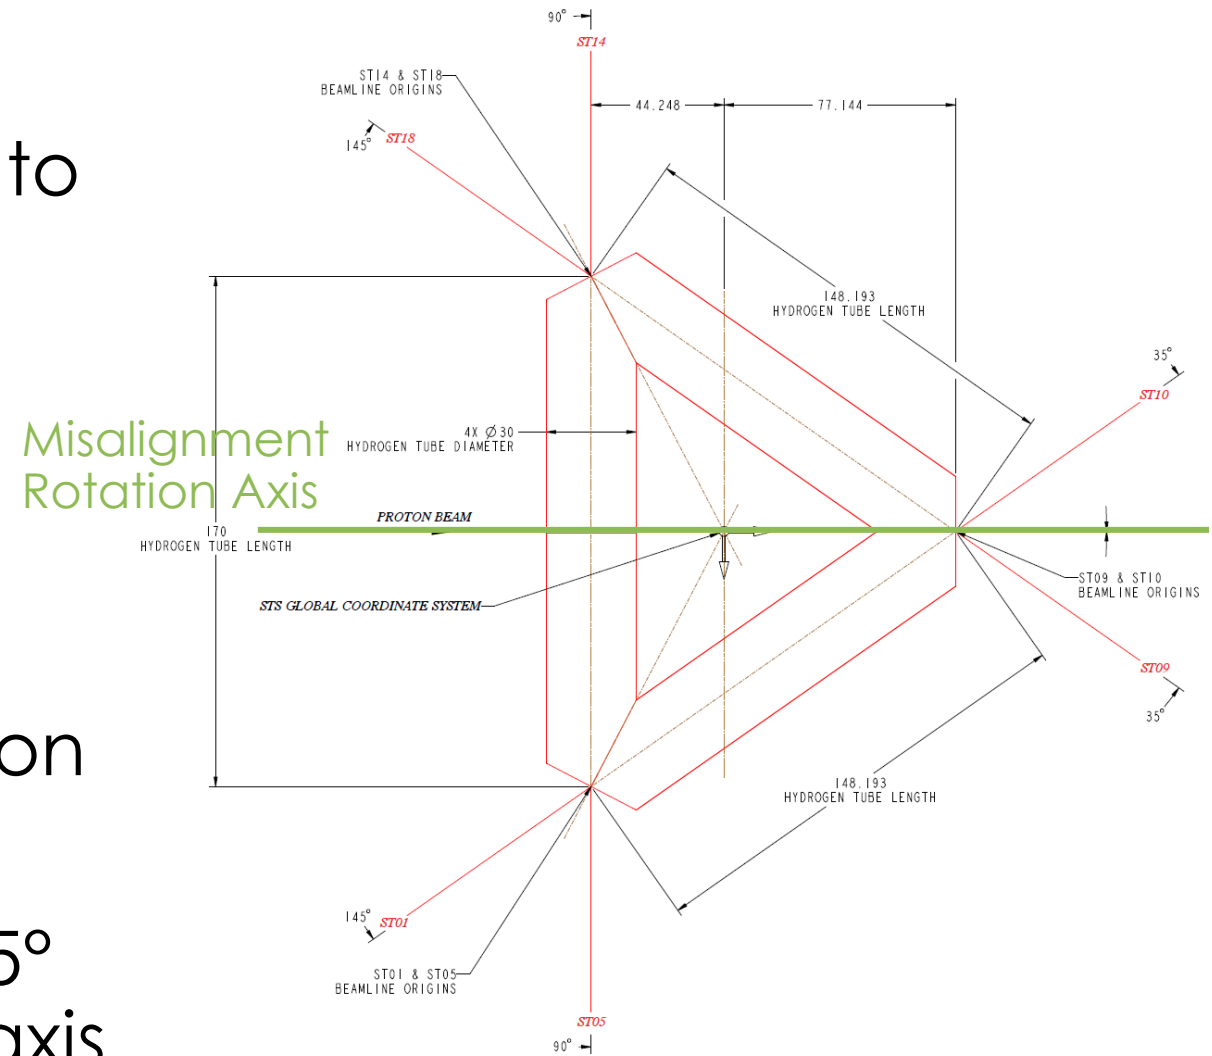 90°
ST14
ST14 & ST18
BEAMLINE ORIGINS
44.248
77.144
145°
ST18
to
148.193
HYDROGEN TUBE LENGTH
35°
ST10
Misalignment
Rotation Axis
4X Ø30
HYDROGEN TUBE DIAMETER
PROTON BEAM
170
HYDROGEN TUBE LENGTH
ST09 & ST10
BEAMLINE ORIGINS
STS GLOBAL COORDINATE SYSTEM
ST09
35°
on
148.193
HYDROGEN TUBE LENGTH
145°
ST01
5°
ST01 & ST05
BEAMLINE ORIGINS
axis
ST05
90°